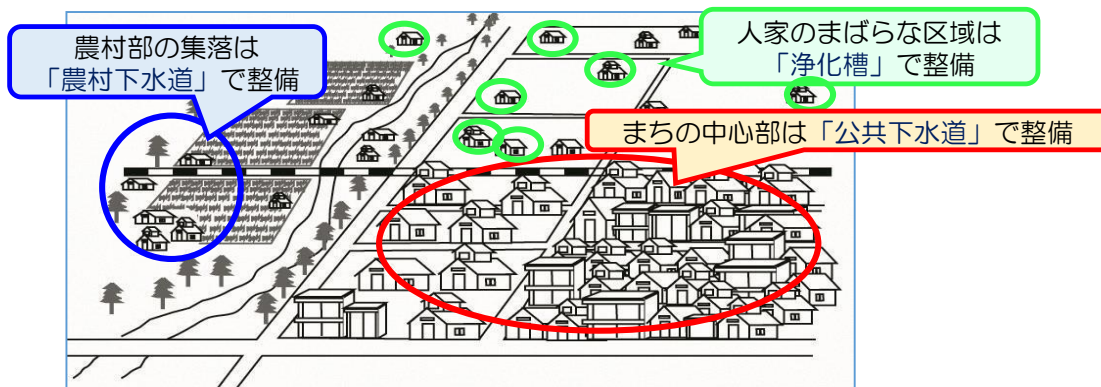 農村部の集落は
「農村下水道」で整備
人家のまばらな区域は
「浄化槽」で整備
まちの中心部は「公共下水道」で整備